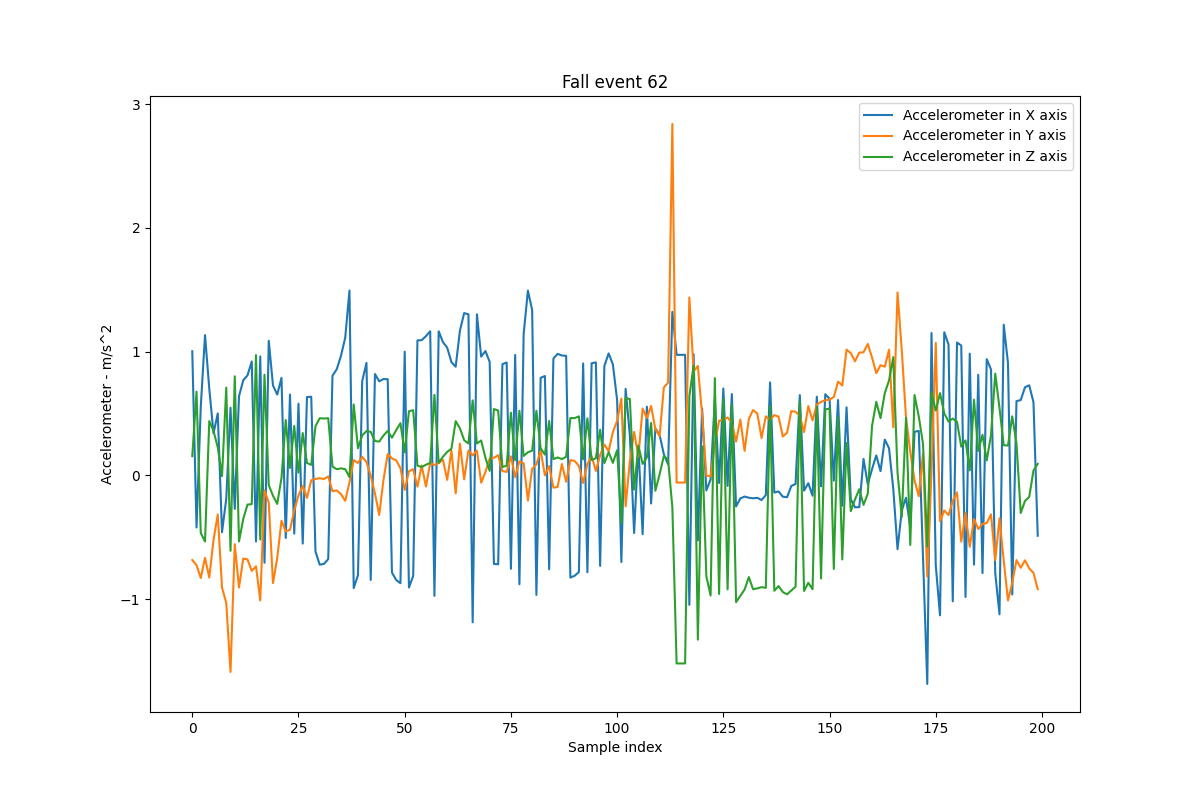 Fall event 62
Accelerometer in X axis
Accelerometer in Y axis
Accelerometer in Z axis
Accelerometer - m/s^2
3
2
1
0
−1
0 25 50 75 100 125 150 175 200
Sample index